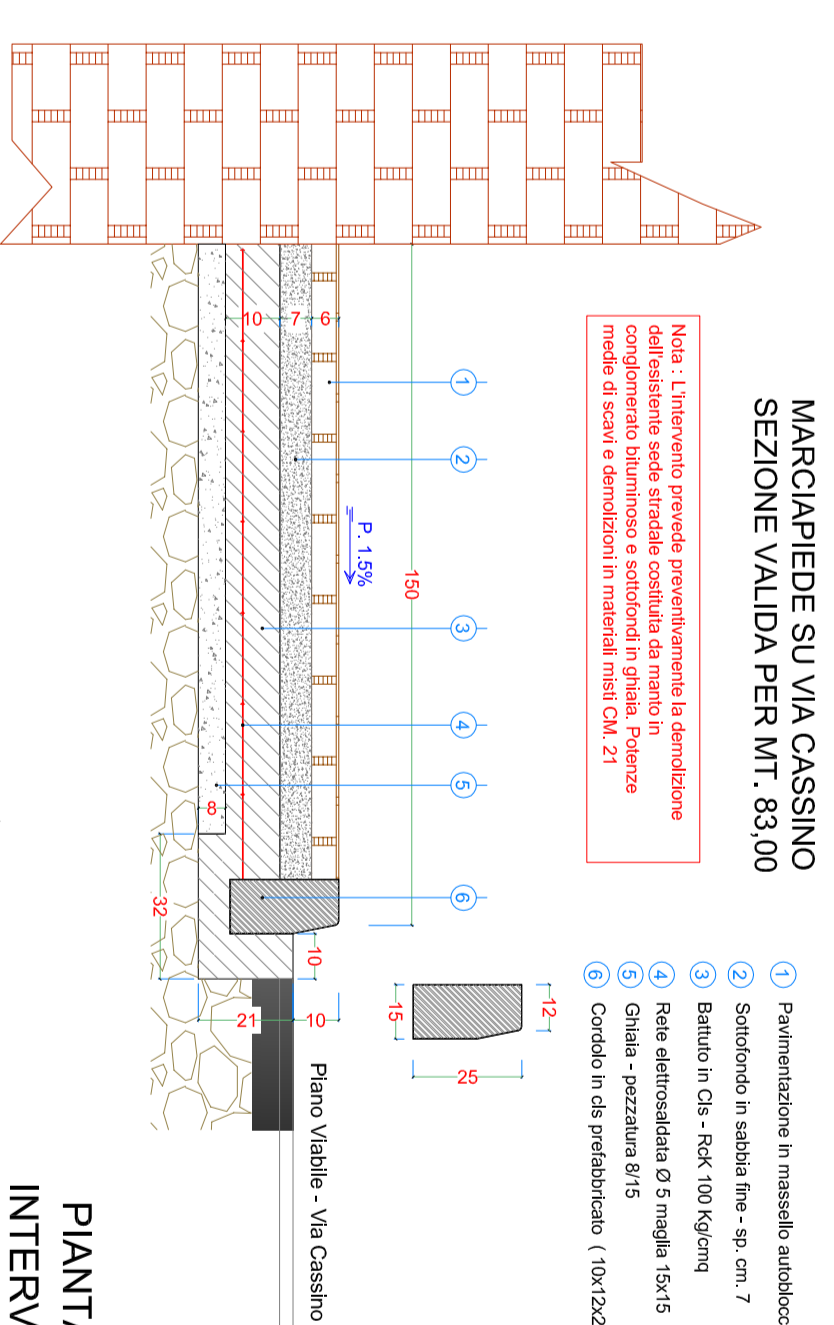 MARCIAPIEDE SU VIA CASSINO
SEZIONE VALIDA PER MT. 83,00
Nota : L'intervento prevede preventivamente la demolizione
dell'esistente sede stradale costituita da manto in
conglomerato bituminoso e sottofondi in ghiaia. Potenze
medie di scavi e demolizioni in materiali misti CM. 21
1 Pavimentazione in massello autoblocc
2 Sottofondo in sabbia fine - sp. cm. 7
3 Battuto in Cls - RcK 100 Kg/cmq
4 Rete elettrosaldata Ø 5 maglia 15x15
5 Ghiaia - pezzatura 8/15
6 Cordolo in cls prefabbricato ( 10x12x2
12
15
25
150
P. 1.5%
1
2
3
4
5
6
6
7
10
8
32
10
10
21
Piano Viabile - Via Cassino
PIANTA
INTERV